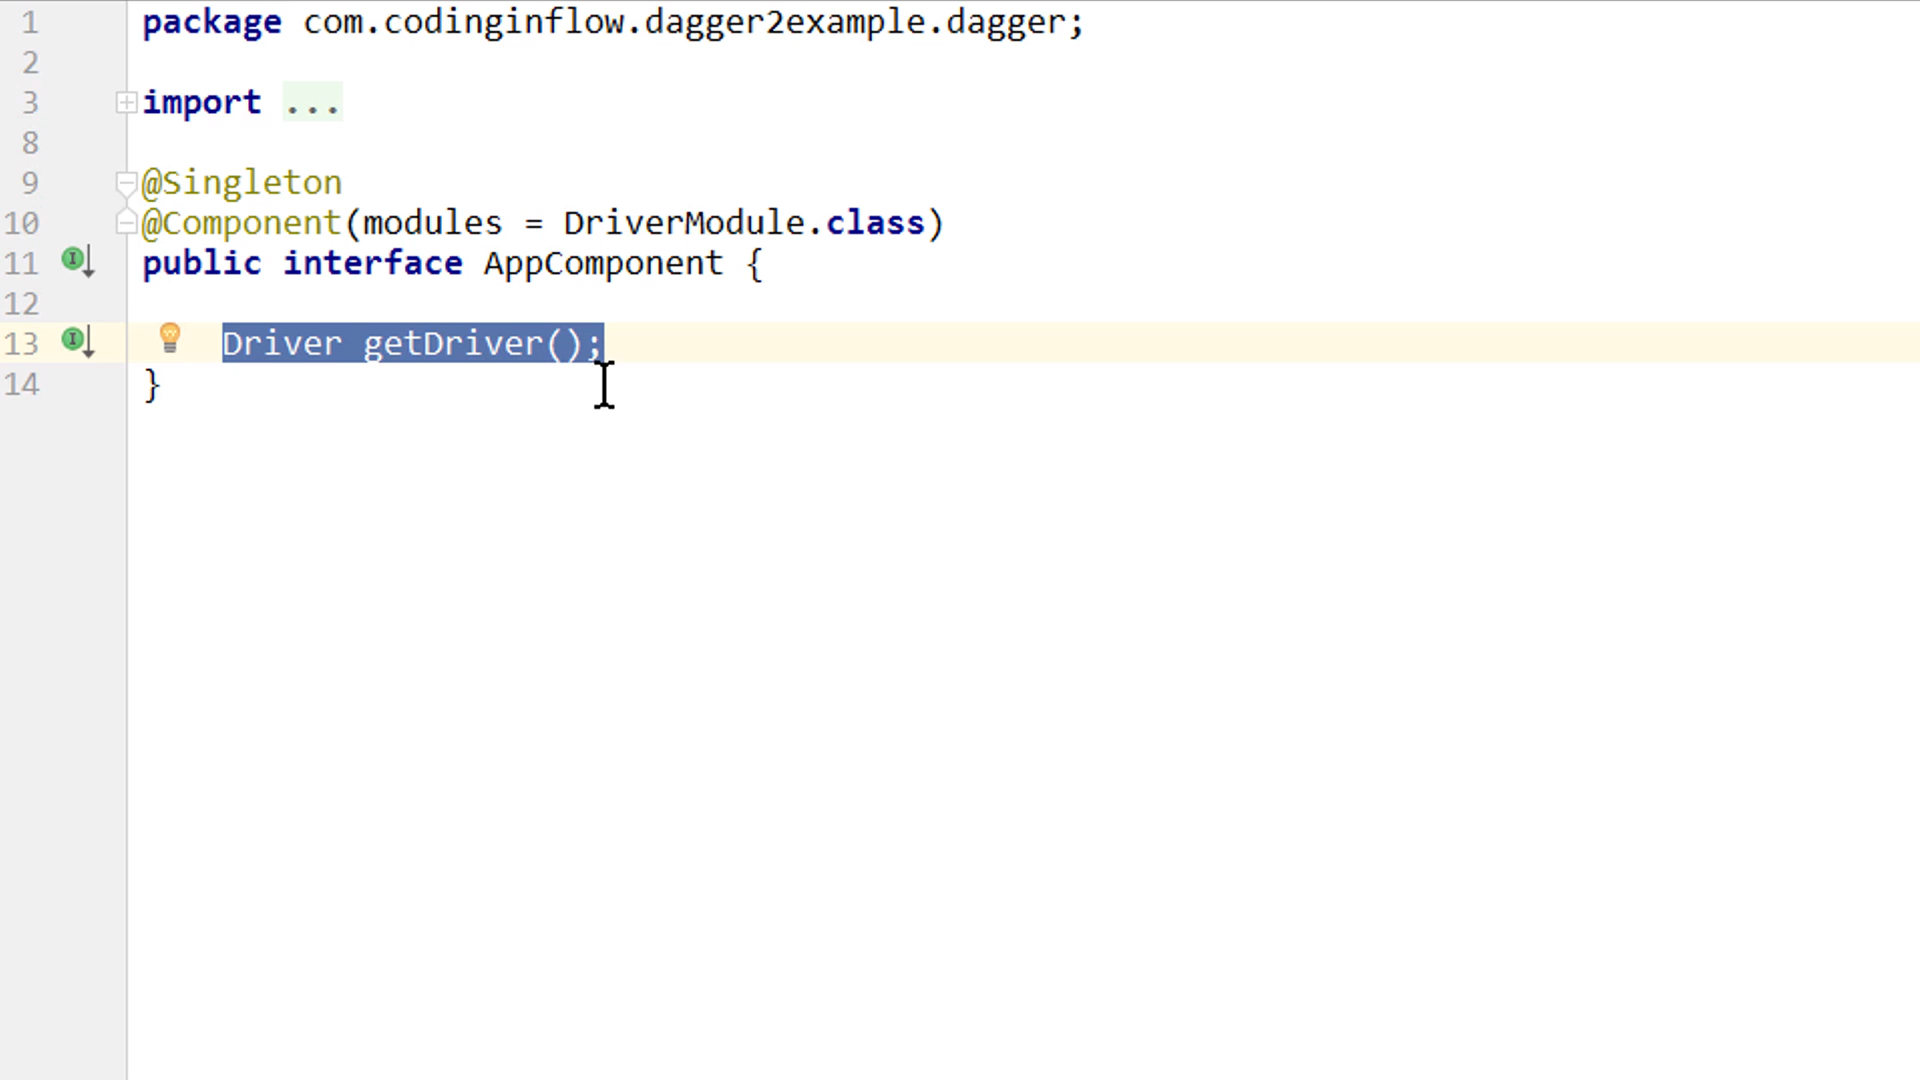 1 package com.codinginflow.dagger2example.dagger;
2
3 import ...
8
9 @Singleton
10 @Component(modules = DriverModule.class)
11 public interface AppComponent {
12
13 Driver getDriver();
14 }